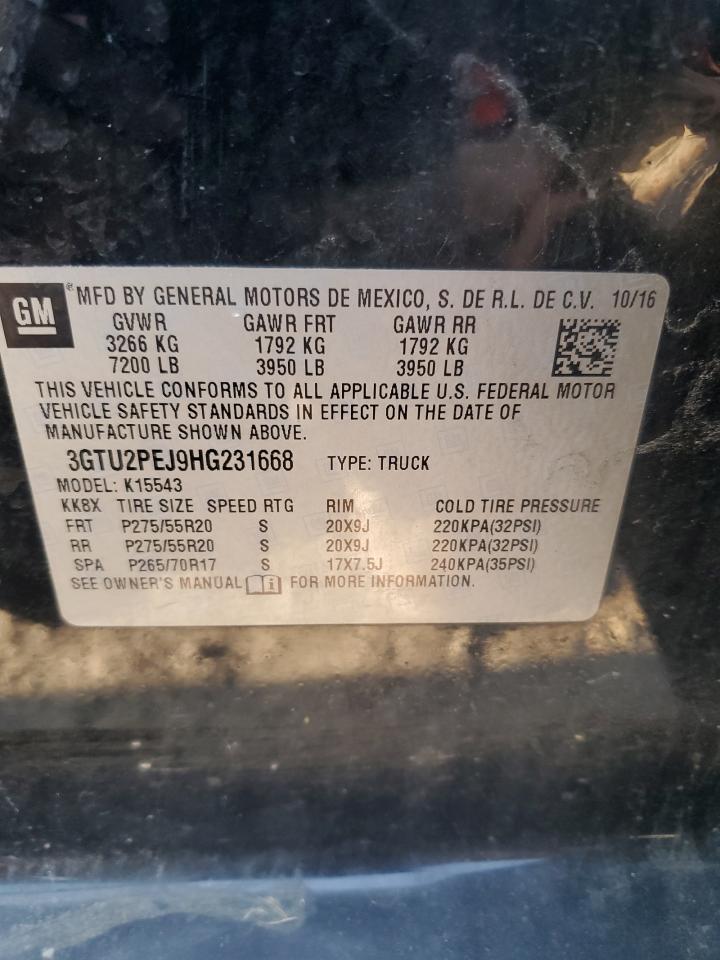 GM
® MFD BY GENERAL MOTORS DE MEXICO, S. DE R.L. DE C.V. 10/16
GVWR GAWR FRT GAWR RR
3266 KG 1792 KG 1792 KG
7200 LB 3950 LB 3950 LB
THIS VEHICLE CONFORMS TO ALL APPLICABLE U.S. FEDERAL MOTOR
VEHICLE SAFETY STANDARDS IN EFFECT ON THE DATE OF
MANUFACTURE SHOWN ABOVE.
3GTU2PEJ9HG231668 TYPE: TRUCK
MODEL: K15543
KK8X TIRE SIZE SPEED RTG RIM COLD TIRE PRESSURE
FRT P275/55R20 S 20X9J 220KPA(32PSI)
RR P275/55R20 S 20X9J 220KPA(32PSI)
SPA P265/70R17 S 17X7.5J 240KPA(35PSI)
SEE OWNER'S MANUAL FOR MORE INFORMATION.